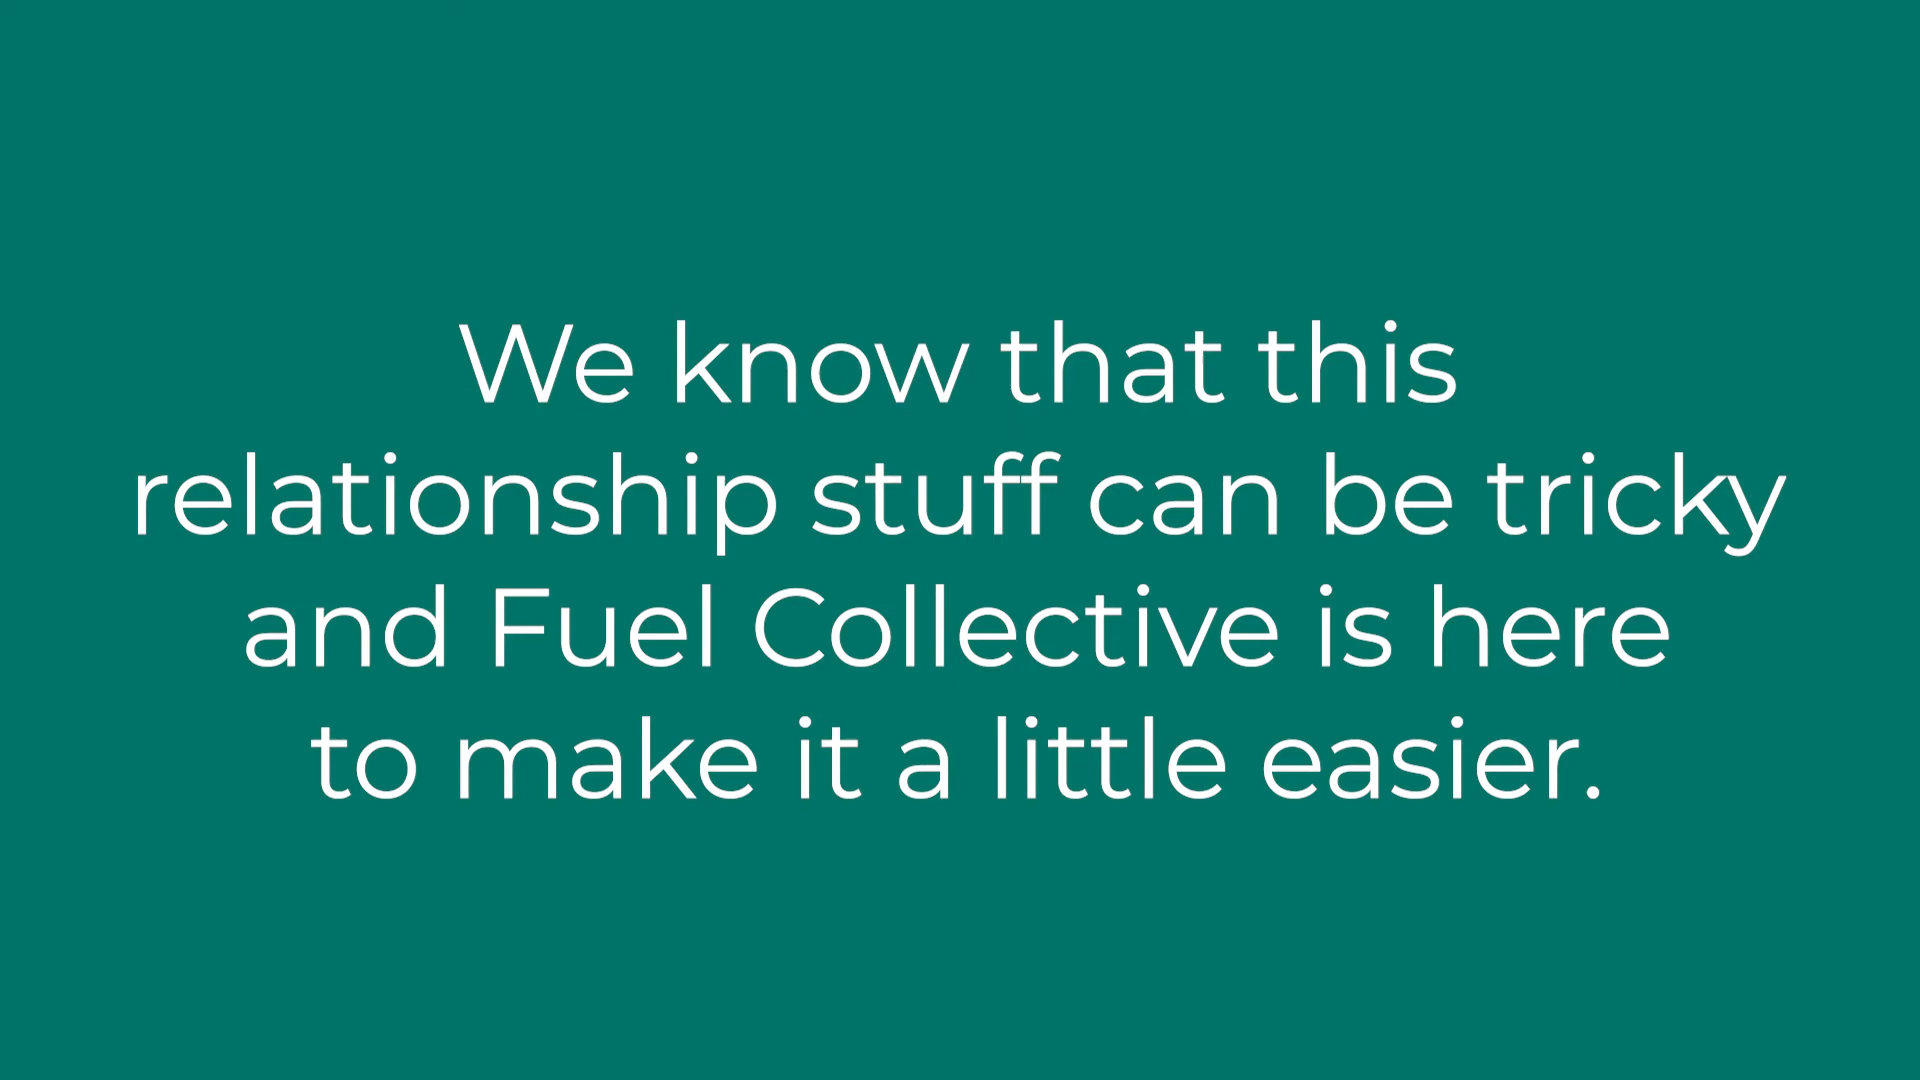 We know that this
relationship stuff can be tricky
and Fuel Collective is here
to make it a little easier.